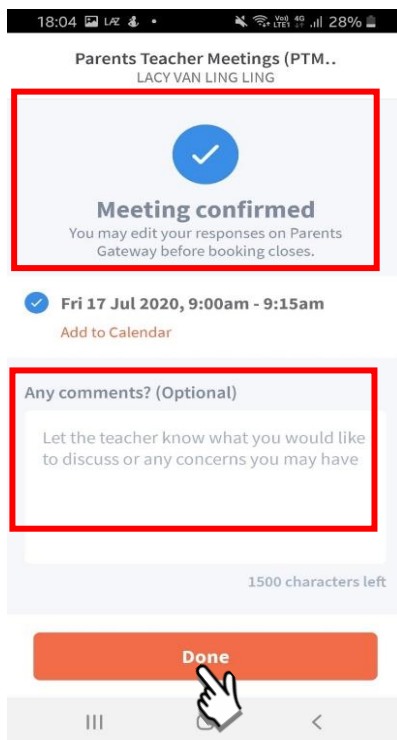 18:04 LAZ 28%
Parents Teacher Meetings (PTM..
LACY VAN LING LING
Meeting confirmed
You may edit your responses on Parents
Gateway before booking closes.
Fri 17 Jul 2020, 9:00am - 9:15am
Add to Calendar
Any comments? (Optional)
Let the teacher know what you would like
to discuss or any concerns you may have
1500 characters left
Done